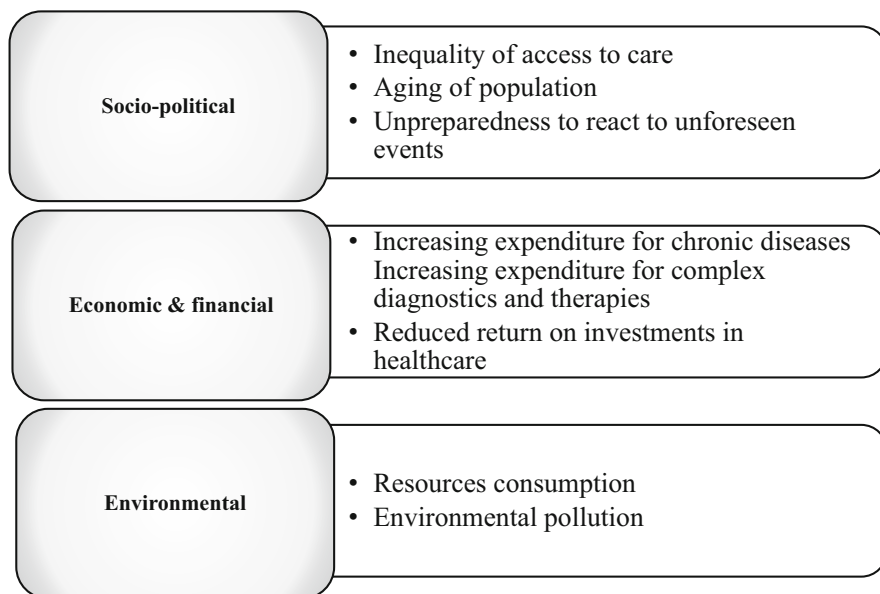 Socio-political
• Inequality of access to care
• Aging of population
• Unpreparedness to react to unforeseen
events
Economic & financial
• Increasing expenditure for chronic diseases
Increasing expenditure for complex
diagnostics and therapies
• Reduced return on investments in
healthcare
Environmental
• Resources consumption
• Environmental pollution